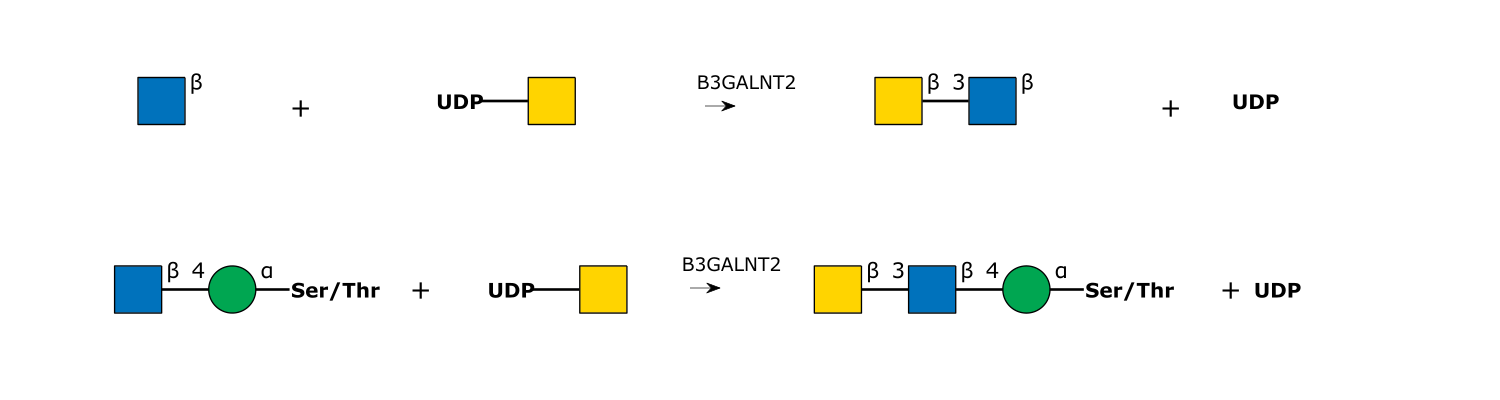 β + UDP B3GALNT2 β 3 β + UDP
β 4 α Ser/Thr + UDP B3GALNT2 β 3 β 4 α Ser/Thr + UDP